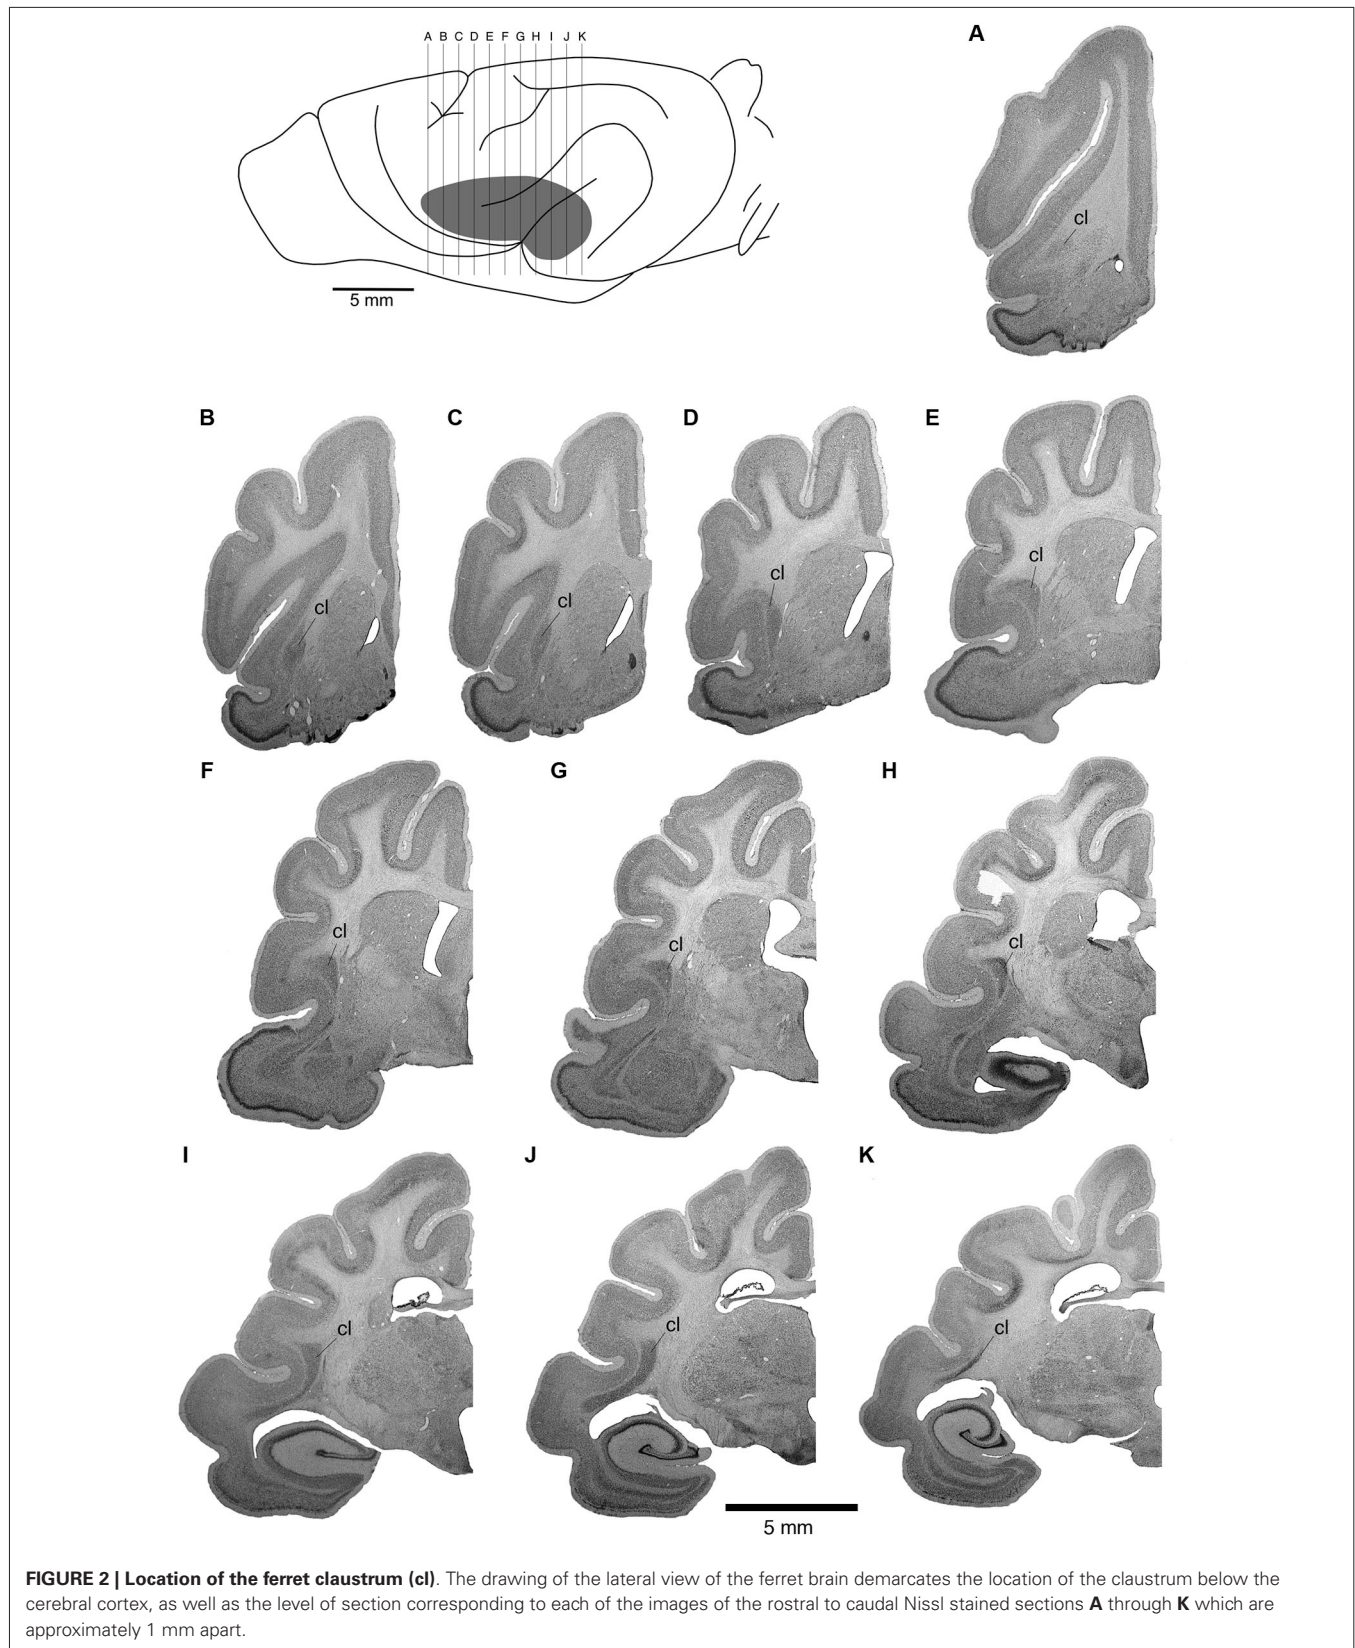 A B C D E F G H I J K
5 mm
A
cl
B
C
D
E
cl
cl
cl
cl
F
G
H
cl
cl
cl
I
J
K
cl
cl
cl
5 mm
FIGURE 2 | Location of the ferret claustrum (cl). The drawing of the lateral view of the ferret brain demarcates the location of the claustrum below the
cerebral cortex, as well as the level of section corresponding to each of the images of the rostral to caudal Nissl stained sections A through K which are
approximately 1 mm apart.